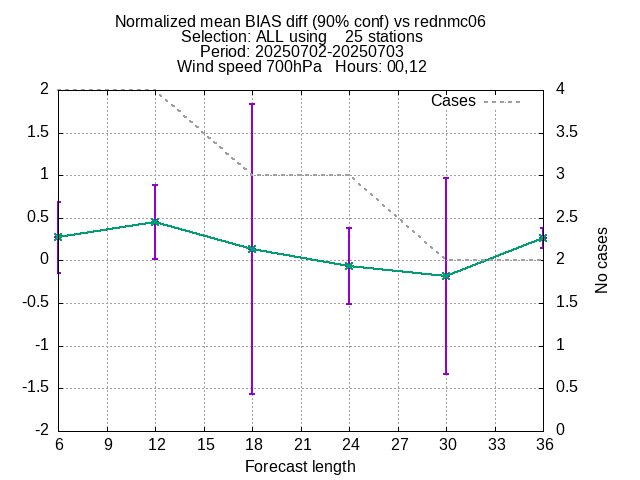 Normalized mean BIAS diff (90% conf) vs rednmc06
Selection: ALL using    25 stations
Period: 20250702-20250703
Wind speed 700hPa   Hours: 00,12
Cases
2
1.5
1
0.5
0
-0.5
-1
-1.5
-2
4
3.5
3
2.5
2
1.5
1
0.5
0
No cases
6 9 12 15 18 21 24 27 30 33 36
Forecast length